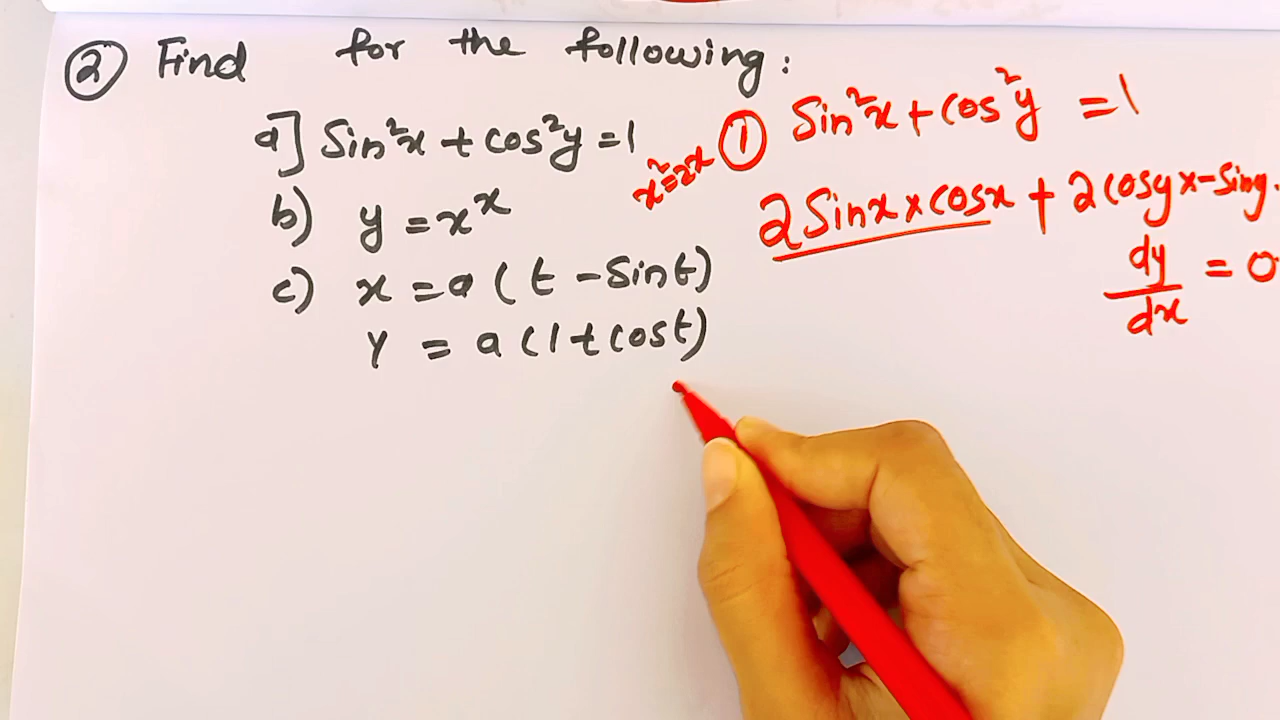 ② Find for the following:
a] Sin²x + cos²y = 1
b) y = xˣ
c) x = a (t - Sint)
Y = a (1 + cost)
x² = 2x
① Sin²x + cos²y = 1
2 Sinx x cosx + 2 cosy x - Siny.
dy/dx = 0